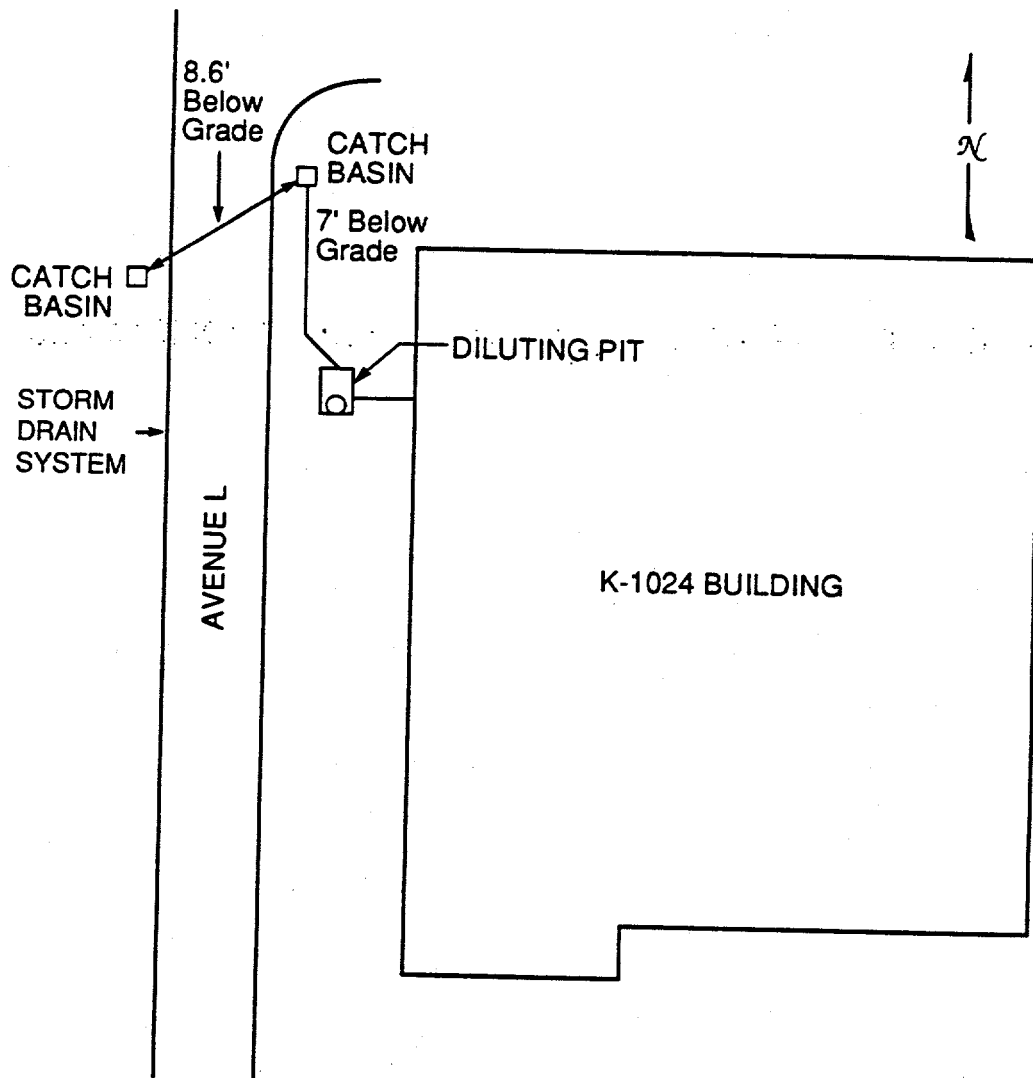 8.6'
Below
Grade
CATCH
BASIN
7' Below
Grade
N
CATCH
BASIN
DILUTING PIT
STORM
DRAIN
SYSTEM
AVENUE L
K-1024 BUILDING